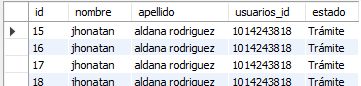 id nombre apellido usuarios_id estado
15 jhonatan aldana rodriguez 1014243818 Trámite
16 jhonatan aldana rodriguez 1014243818 Trámite
17 jhonatan aldana rodriguez 1014243818 Trámite
18 jhonatan aldana rodriguez 1014243818 Trámite